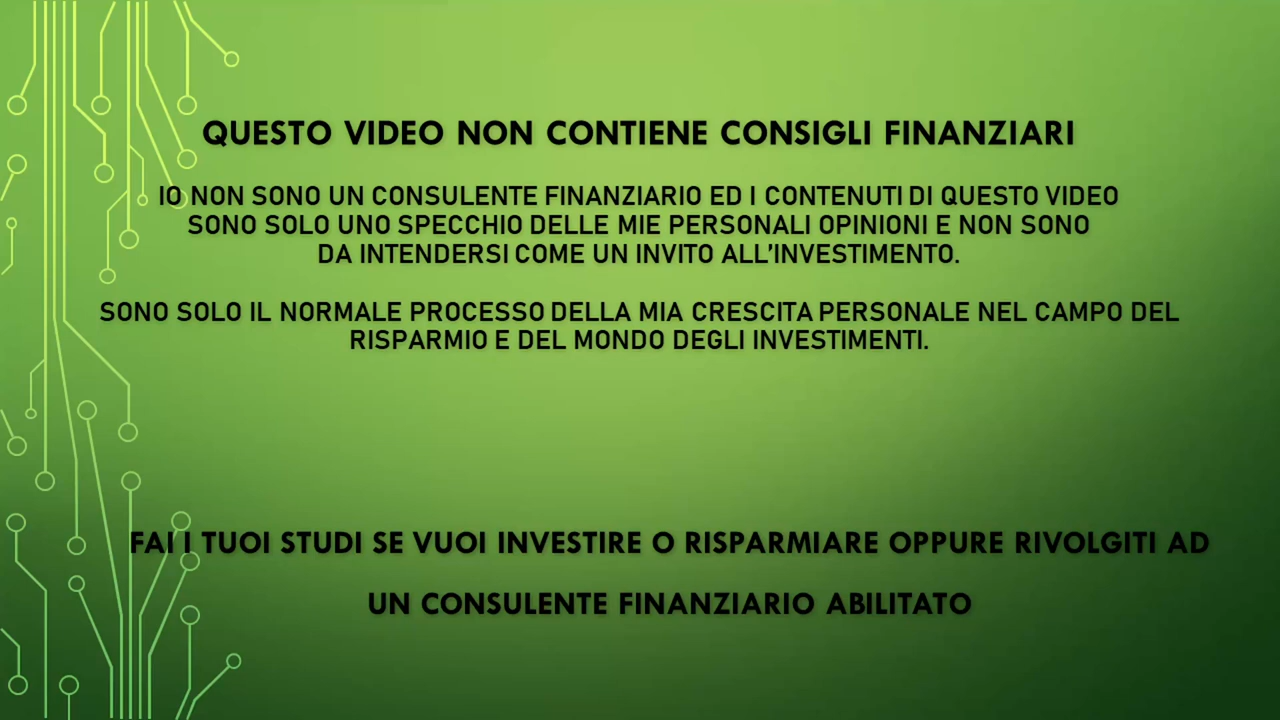 QUESTO VIDEO NON CONTIENE CONSIGLI FINANZIARI
IO NON SONO UN CONSULENTE FINANZIARIO ED I CONTENUTI DI QUESTO VIDEO
SONO SOLO UNO SPECCHIO DELLE MIE PERSONALI OPINIONI E NON SONO
DA INTENDERSI COME UN INVITO ALL'INVESTIMENTO.
SONO SOLO IL NORMALE PROCESSO DELLA MIA CRESCITA PERSONALE NEL CAMPO DEL
RISPARMIO E DEL MONDO DEGLI INVESTIMENTI.
FAI I TUOI STUDI SE VUOI INVESTIRE O RISPARMIARE OPPURE RIVOLGITI AD
UN CONSULENTE FINANZIARIO ABILITATO